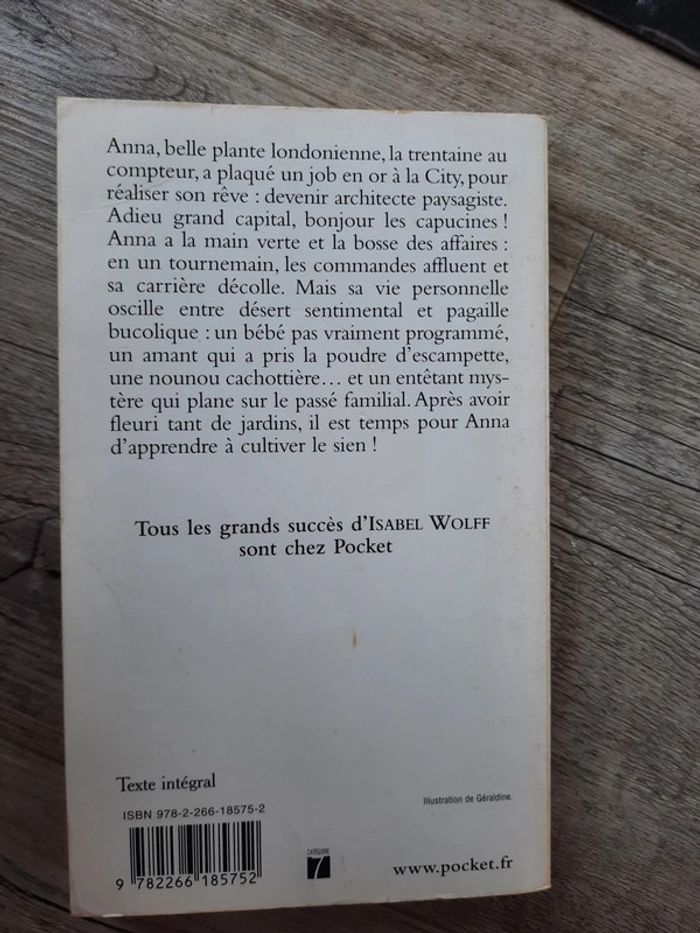 Anna, belle plante londonienne, la trentaine au
compteur, a plaqué un job en or à la City, pour
réaliser son rêve : devenir architecte paysagiste.
Adieu grand capital, bonjour les capucines !
Anna a la main verte et la bosse des affaires :
en un tournemain, les commandes affluent et
sa carrière décolle. Mais sa vie personnelle
oscille entre désert sentimental et pagaille
bucolique : un bébé pas vraiment programmé,
un amant qui a pris la poudre d'escampette,
une nounou cachottière... et un entêtant mys-
tère qui plane sur le passé familial. Après avoir
fleuri tant de jardins, il est temps pour Anna
d'apprendre à cultiver le sien !
Tous les grands succès d'ISABEL WOLFF
sont chez Pocket
Texte intégral
Illustration de Géraldine.
ISBN 978-2-266-18575-2
9 782266 185752
CATÉGORIE
7
www.pocket.fr